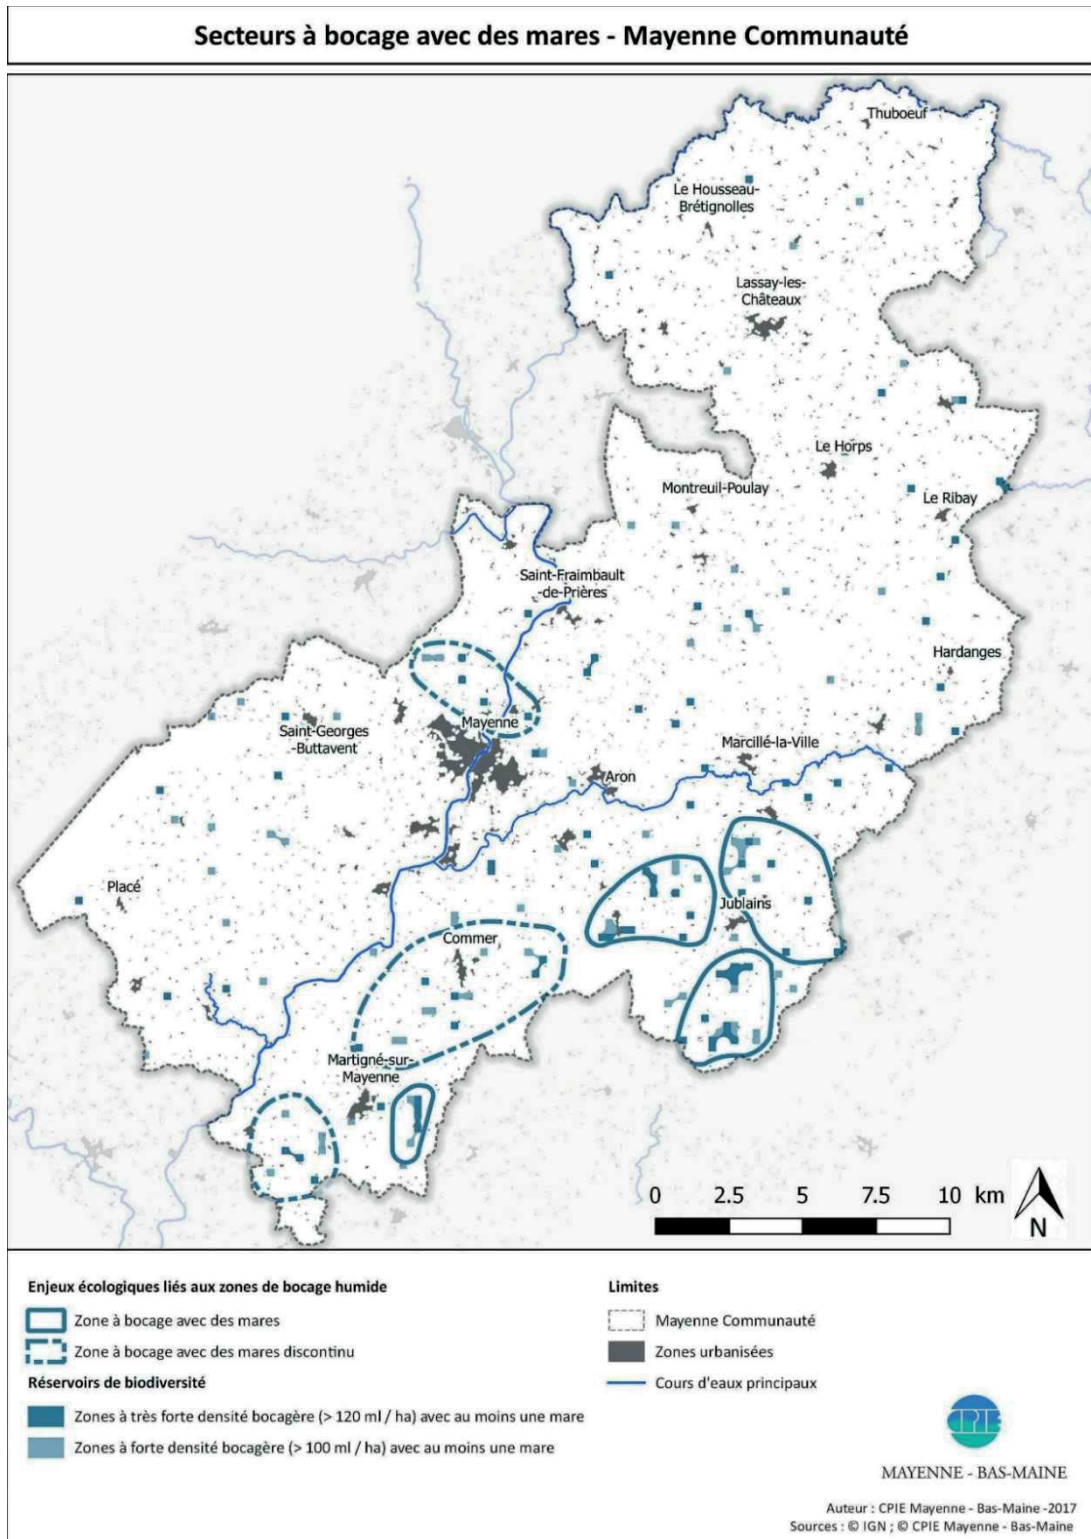 Secteurs à bocage avec des mares - Mayenne Communauté
Thuboeuf
Le Housseau-
Brétignolles
Lassay-les-
Châteaux
Le Horps
Montreuil-Poulay
Le Ribay
Saint-Fraimbault
-de-Prières
Hardanges
Mayenne
Saint-Georges
-Buttavent
Marcillé-la-Ville
Aron
Placé
Jublains
Commer
Martigné-sur-
Mayenne
0 2.5 5 7.5 10 km
N
Enjeux écologiques liés aux zones de bocage humide
Zone à bocage avec des mares
Zone à bocage avec des mares discontinu
Réservoirs de biodiversité
Zones à très forte densité bocagère (> 120 ml / ha) avec au moins une mare
Zones à forte densité bocagère (> 100 ml / ha) avec au moins une mare
Limites
Mayenne Communauté
Zones urbanisées
Cours d'eaux principaux
CPIE
MAYENNE - BAS-MAINE
Auteur : CPIE Mayenne - Bas-Maine -2017
Sources : © IGN ; © CPIE Mayenne - Bas-Maine